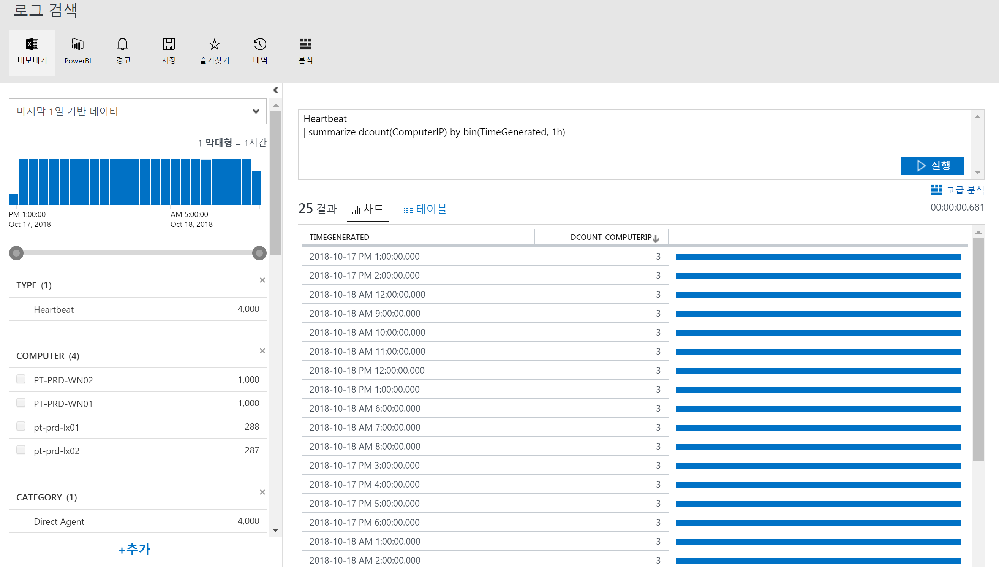 로그 검색
내보내기
PowerBI
경고
저장
즐겨찾기
내역
분석
마지막 1일 기반 데이터
1 막대형 = 1시간
PM 1:00:00
Oct 17, 2018
AM 5:00:00
Oct 18, 2018
TYPE (1)
Heartbeat 4,000
COMPUTER (4)
PT-PRD-WN02 1,000
PT-PRD-WN01 1,000
pt-prd-lx01 288
pt-prd-lx02 287
CATEGORY (1)
Direct Agent 4,000
+추가
Heartbeat
| summarize dcount(ComputerIP) by bin(TimeGenerated, 1h)
실행
고급 분석
25 결과
차트
테이블
00:00:00.681
TIMEGENERATED DCOUNT_COMPUTERIP
2018-10-17 PM 1:00:00.000 3
2018-10-17 PM 2:00:00.000 3
2018-10-18 AM 12:00:00.000 3
2018-10-18 AM 9:00:00.000 3
2018-10-18 AM 10:00:00.000 3
2018-10-18 AM 11:00:00.000 3
2018-10-18 PM 12:00:00.000 3
2018-10-18 PM 1:00:00.000 3
2018-10-18 AM 6:00:00.000 3
2018-10-18 AM 7:00:00.000 3
2018-10-18 AM 8:00:00.000 3
2018-10-17 PM 3:00:00.000 3
2018-10-17 PM 4:00:00.000 3
2018-10-17 PM 5:00:00.000 3
2018-10-17 PM 6:00:00.000 3
2018-10-18 AM 1:00:00.000 3
2018-10-18 AM 2:00:00.000 3